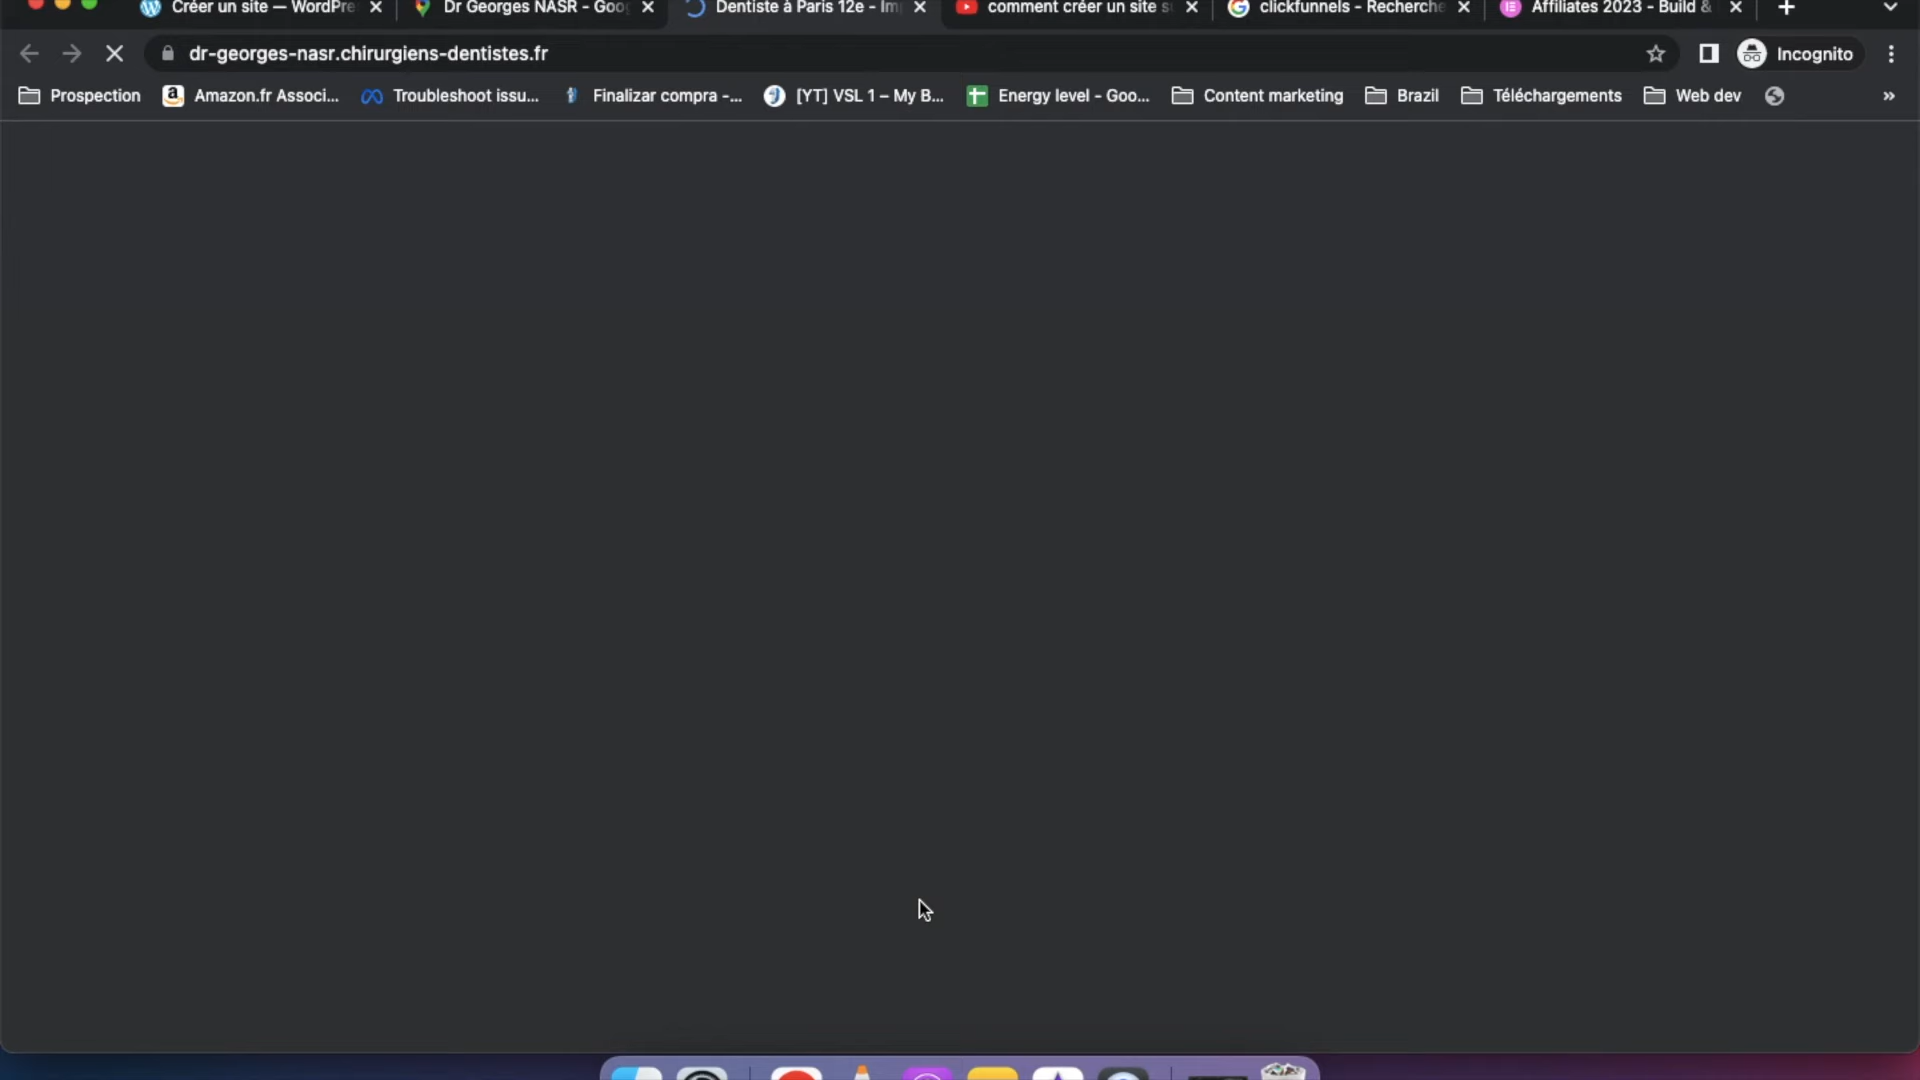 Créer un site — WordPre Dr Georges NASR - Goog Dentiste à Paris 12e - Im comment créer un site s clickfunnels - Recherche Affiliates 2023 - Build &
dr-georges-nasr.chirurgiens-dentistes.fr Incognito
Prospection Amazon.fr Associ... Troubleshoot issu... Finalizar compra -... [YT] VSL 1 – My B... Energy level - Goo... Content marketing Brazil Téléchargements Web dev »